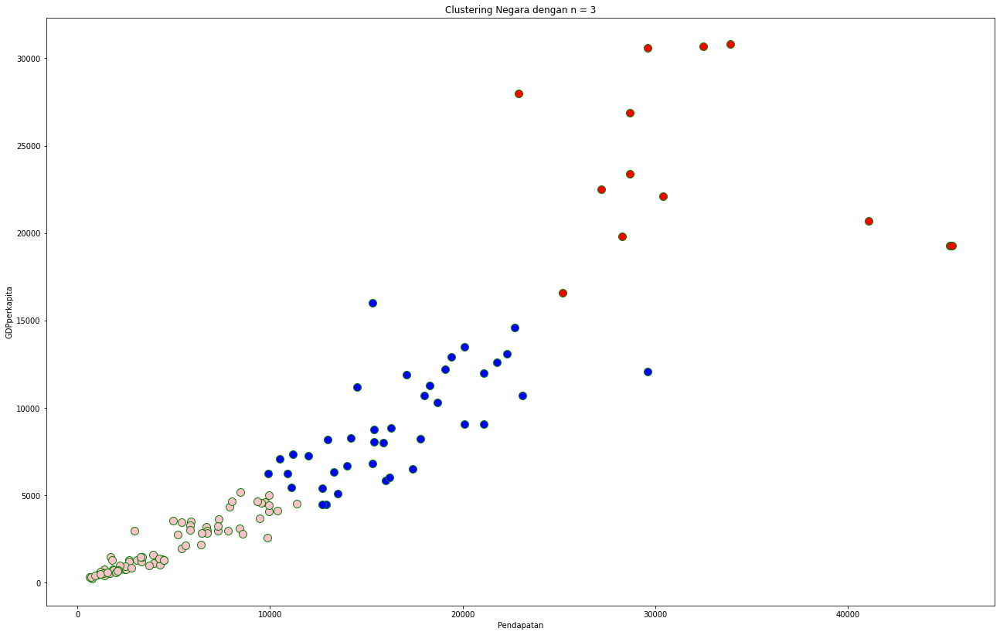 Clustering Negara dengan n = 3
30000
25000
20000
15000
10000
5000
0
GDPperkapita
0 10000 20000 30000 40000
Pendapatan